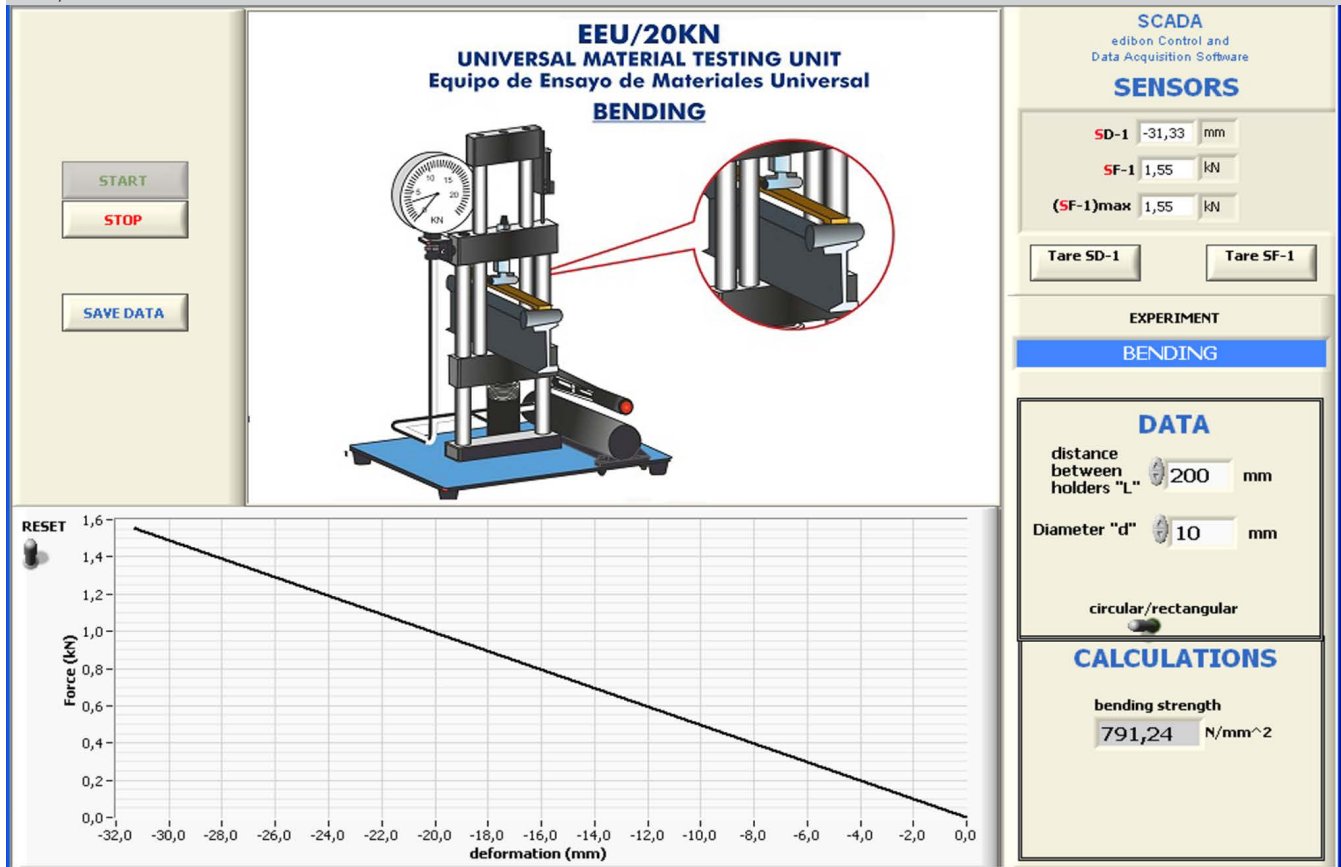 EEU/20KN
UNIVERSAL MATERIAL TESTING UNIT
Equipo de Ensayo de Materiales Universal
BENDING
START
STOP
SAVE DATA
5
10
15
20
0
KN
SCADA
edibon Control and
Data Acquisition Software
SENSORS
SD-1 -31,33 mm
SF-1 1,55 kN
(SF-1)max 1,55 kN
Tare SD-1 Tare SF-1
EXPERIMENT
BENDING
DATA
distance
between
holders "L" 200 mm
Diameter "d" 10 mm
circular/rectangular
CALCULATIONS
bending strength
791,24 N/mm^2
RESET
Force (kN)
1,6
1,4
1,2
1,0
0,8
0,6
0,4
0,2
0,0
-32,0 -30,0 -28,0 -26,0 -24,0 -22,0 -20,0 -18,0 -16,0 -14,0 -12,0 -10,0 -8,0 -6,0 -4,0 -2,0 0,0
deformation (mm)